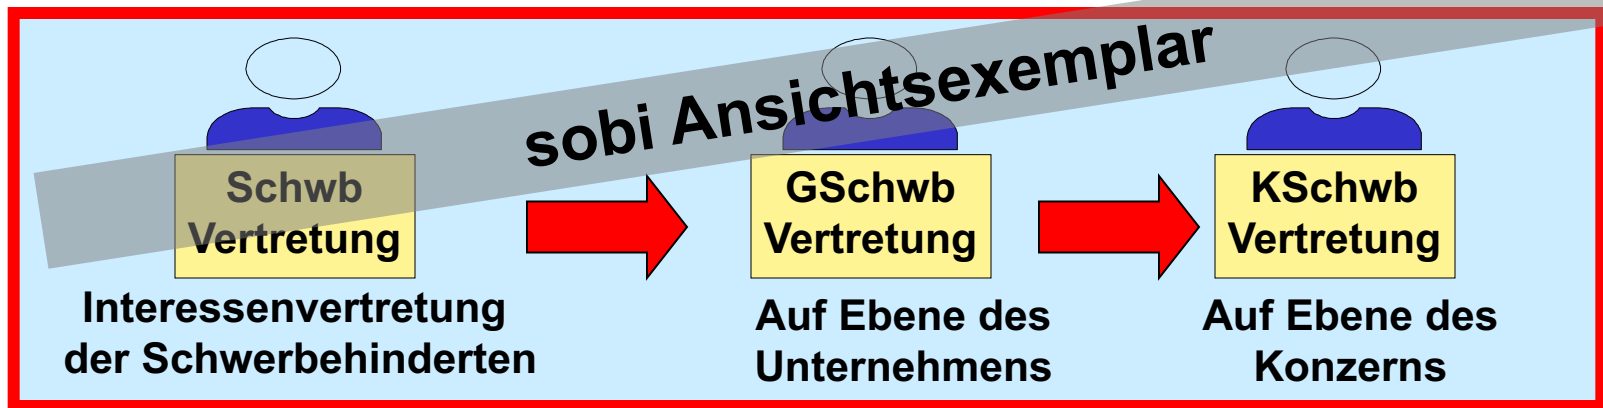 sobi Ansichtsexemplar
Schwb
Vertretung
GSchwb
Vertretung
KSchwb
Vertretung
Interessenvertretung
der Schwerbehinderten
Auf Ebene des
Unternehmens
Auf Ebene des
Konzerns